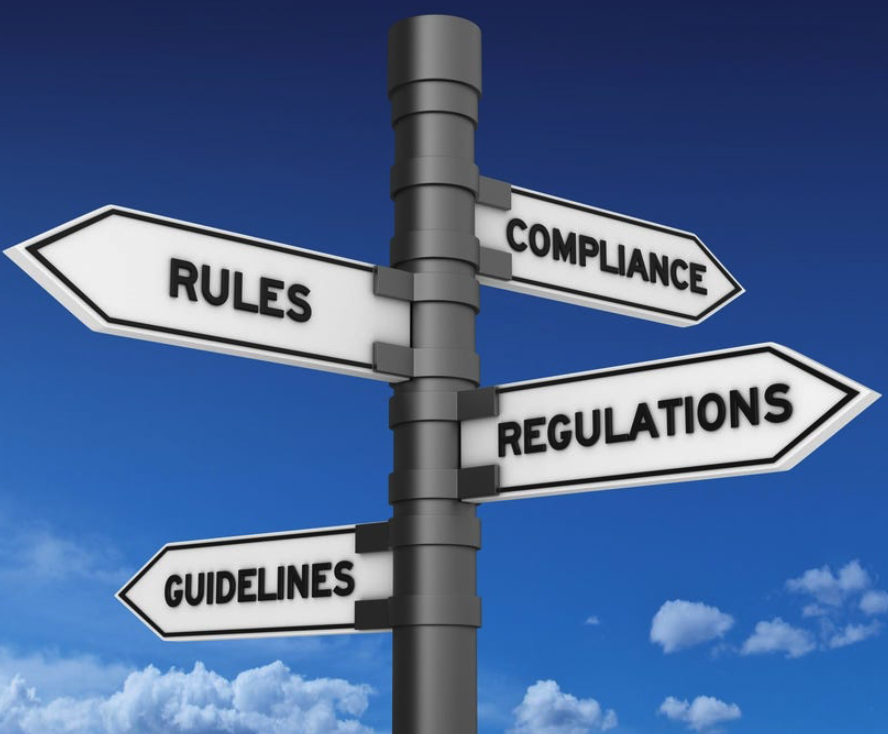 COMPLIANCE
RULES
REGULATIONS
GUIDELINES